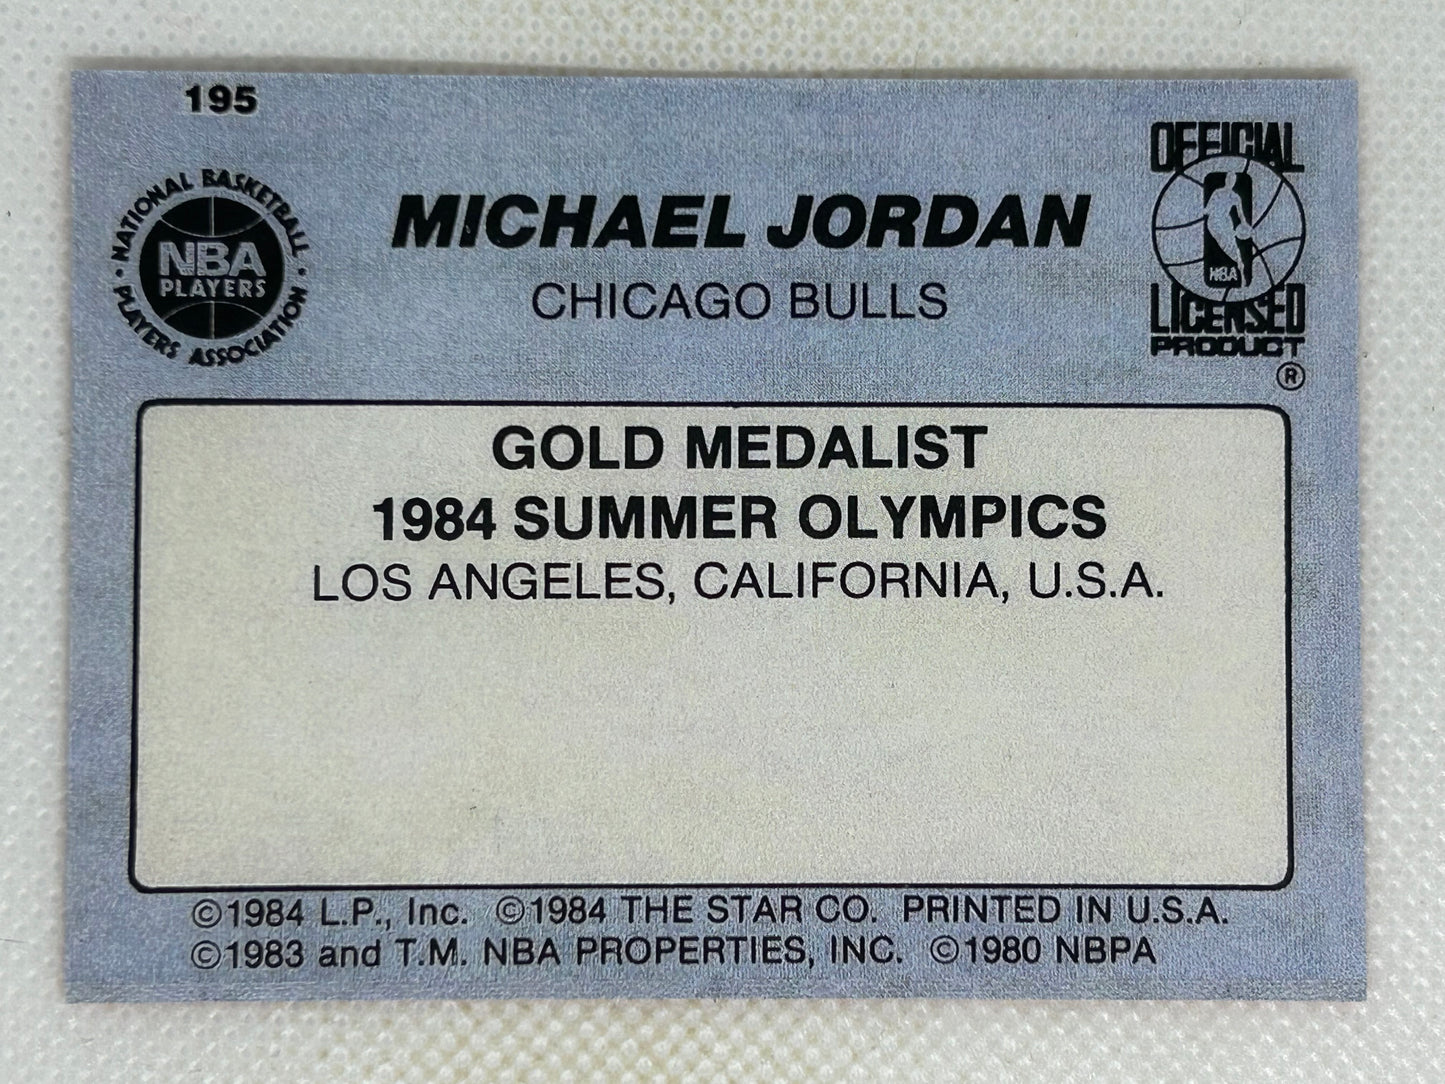 195
NATIONAL BASKETBALL
NBA
PLAYERS
· PLAYERS ASSOCIATION ·
MICHAEL JORDAN
CHICAGO BULLS
OFFICIAL
NBA
LICENSED
PRODUCT
®
GOLD MEDALIST
1984 SUMMER OLYMPICS
LOS ANGELES, CALIFORNIA, U.S.A.
©1984 L.P., Inc. ©1984 THE STAR CO. PRINTED IN U.S.A.
©1983 and T.M. NBA PROPERTIES, INC. ©1980 NBPA